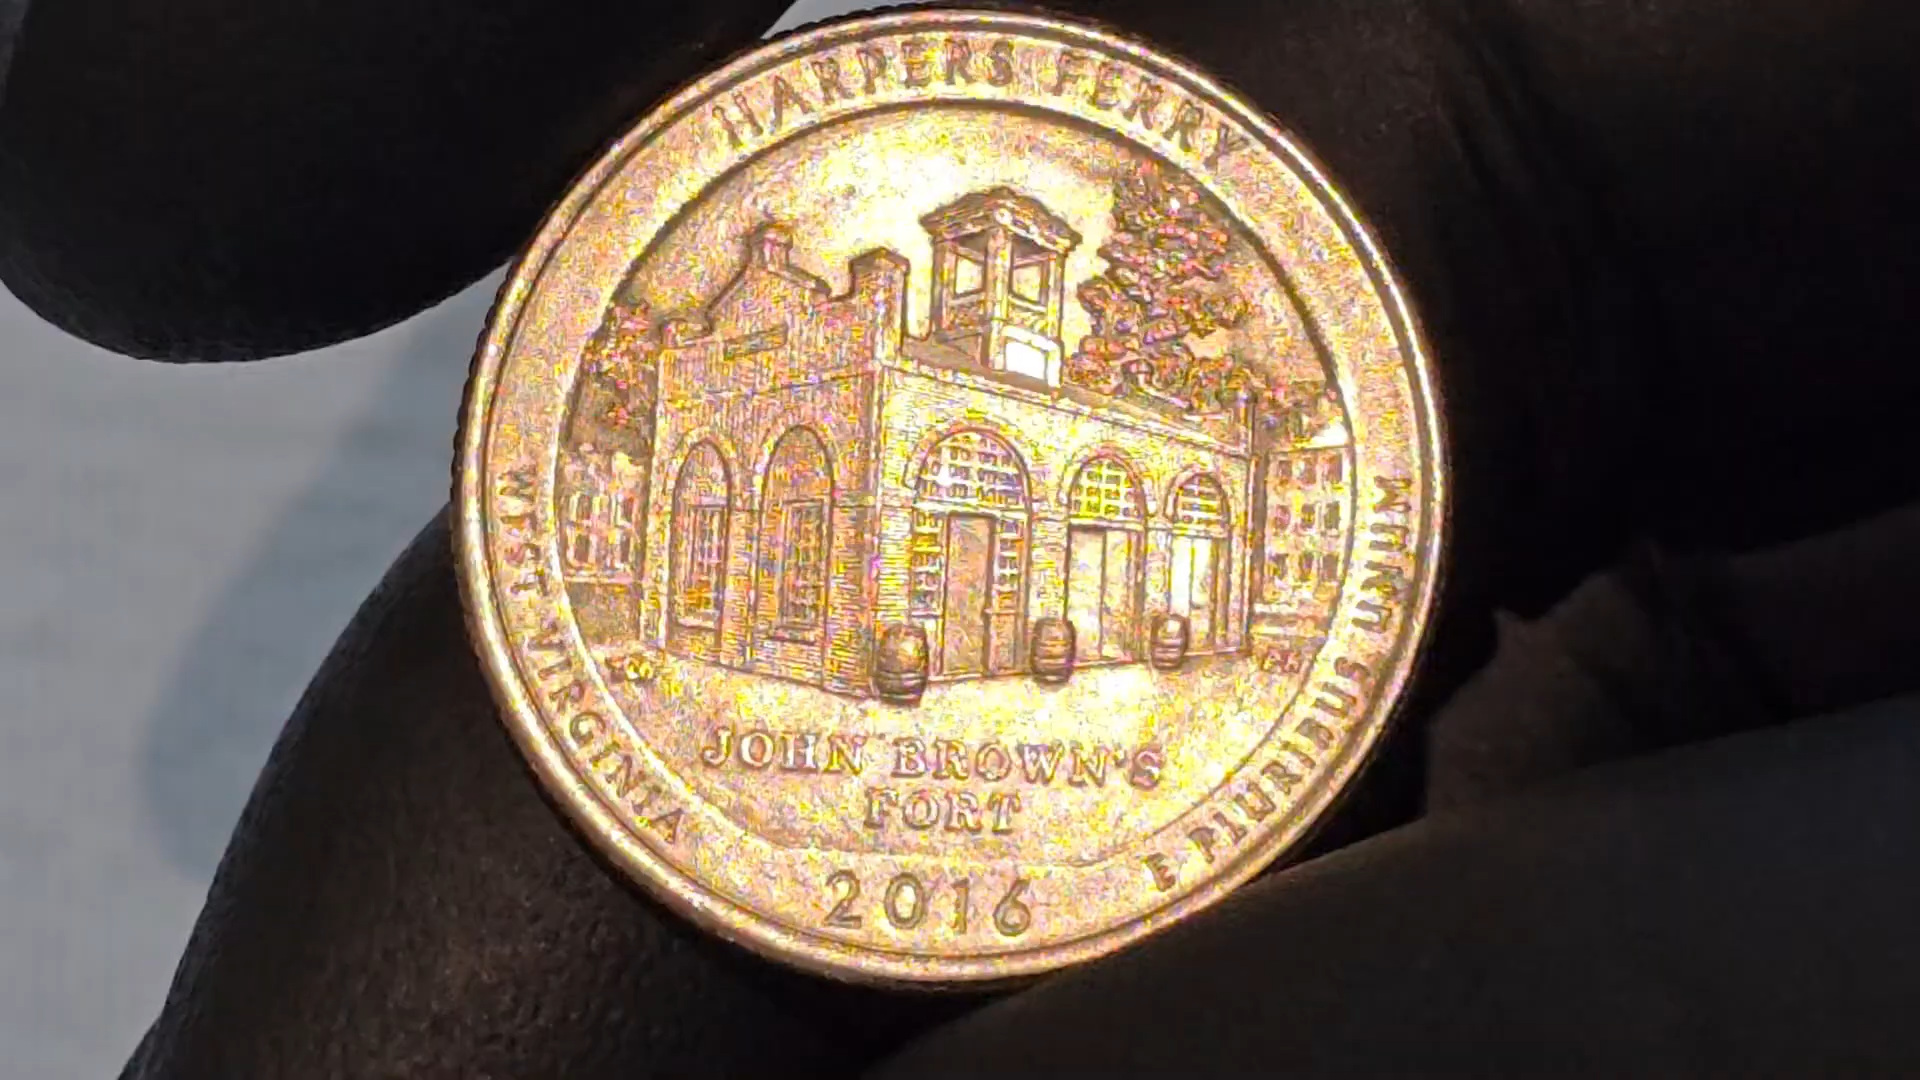 HARPERS FERRY
WEST VIRGINIA
JOHN BROWN'S
FORT
2016
E PLURIBUS UNUM